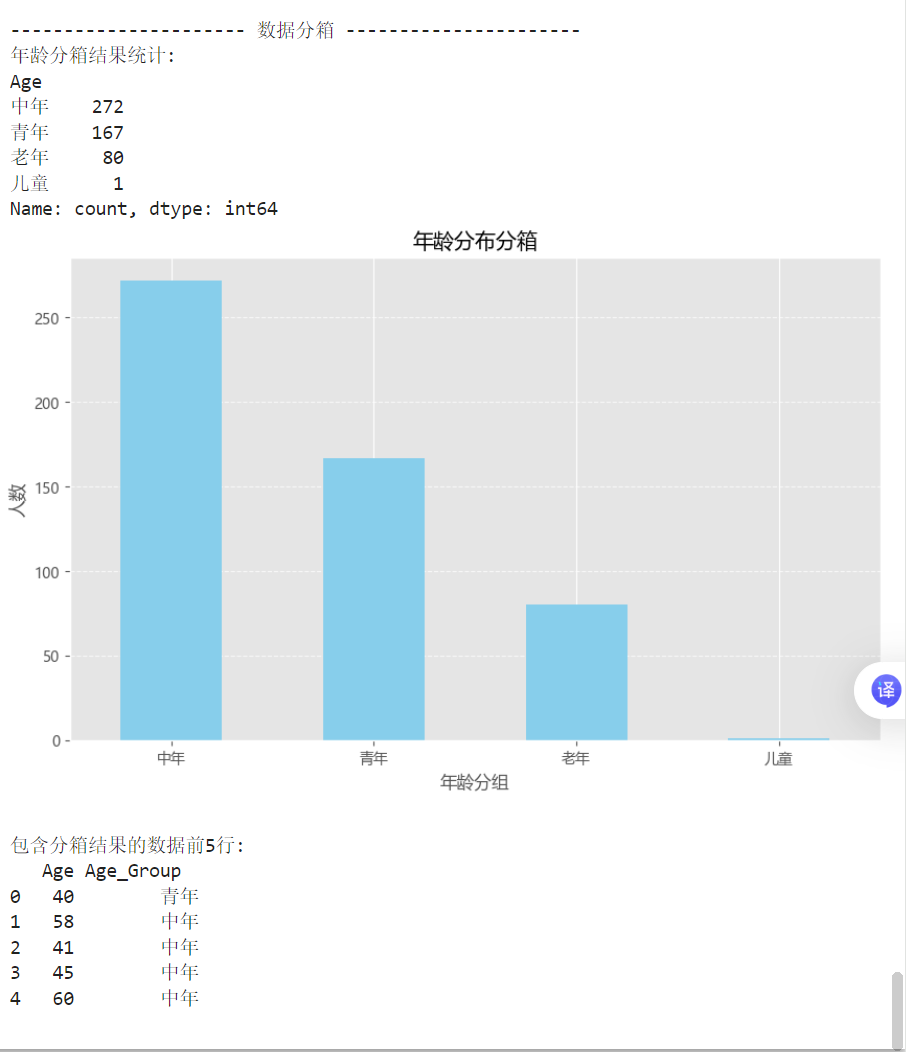 ---------------------- 数据分箱 ----------------------
年龄分箱结果统计:
Age
中年    272
青年    167
老年     80
儿童      1
Name: count, dtype: int64
年龄分布分箱
250
200
150
100
50
0
人数
中年 青年 老年 儿童
年龄分组
译
包含分箱结果的数据前5行:
   Age Age_Group
0   40        青年
1   58        中年
2   41        中年
3   45        中年
4   60        中年